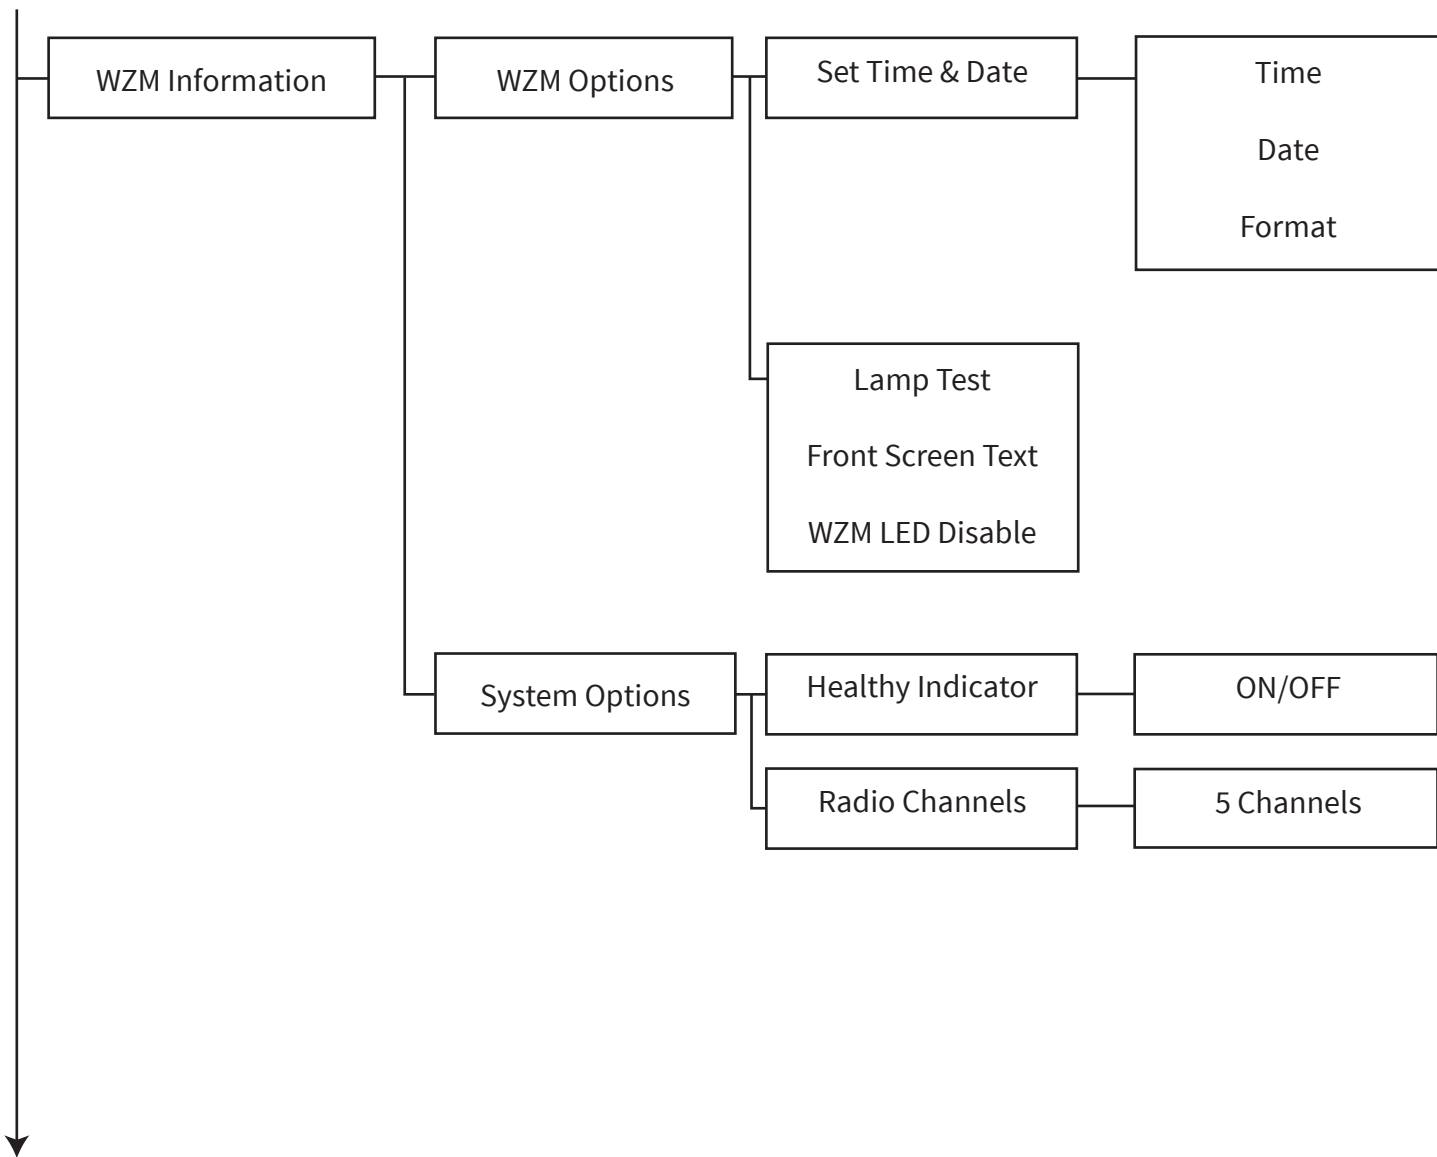 WZM Information
WZM Options
Set Time & Date
Time
Date
Format
Lamp Test
Front Screen Text
WZM LED Disable
System Options
Healthy Indicator
ON/OFF
Radio Channels
5 Channels